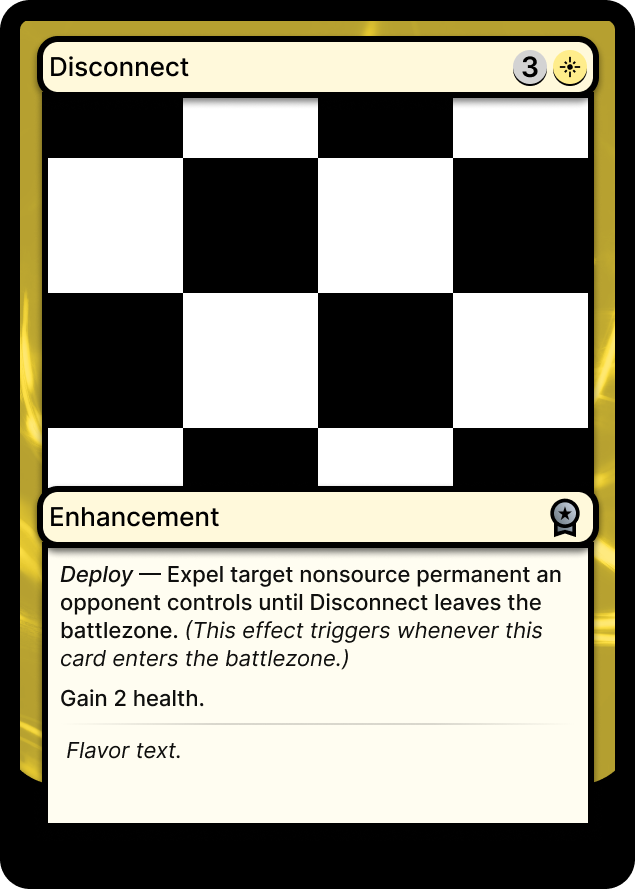 Disconnect 3
Enhancement
Deploy — Expel target nonsource permanent an
opponent controls until Disconnect leaves the
battlezone. (This effect triggers whenever this
card enters the battlezone.)
Gain 2 health.
Flavor text.